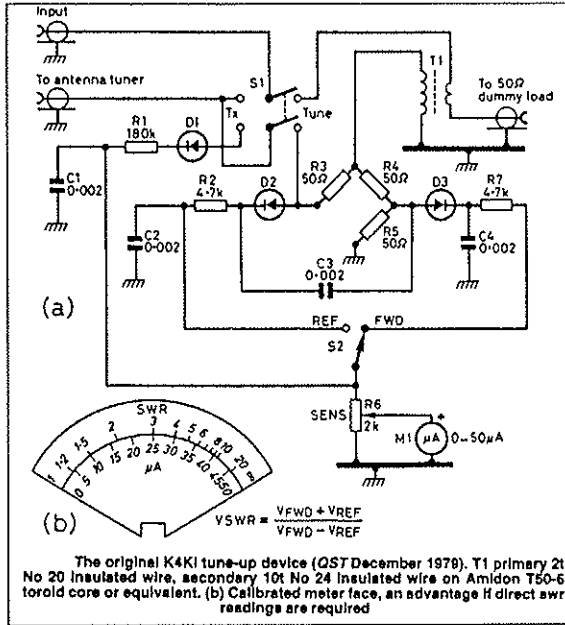 Input
To antenna tuner
S1
T1
Tx
Tune
To 50Ω
dummy load
R1
180k
D1
C1
0·002
R2
4·7k
D2
R3
50Ω
R4
50Ω
D3
R7
4·7k
R5
50Ω
C2
0·002
C3
0·002
C4
0·002
(a)
REF
FWD
S2
SENS
R6
2k
+
M1
μA
0–50μA
SWR
1 1·2 1·5 2 3 4 5 6 8 10 20 ∞
0 5 10 15 20 25 30 35 40 45 50
μA
(b)
VSWR = VFWD + VREF
VFWD – VREF
The original K4KI tune-up device (QST December 1979). T1 primary 2t
No 20 insulated wire, secondary 10t No 24 insulated wire on Amidon T50-6
toroid core or equivalent. (b) Calibrated meter face, an advantage if direct swr
readings are required